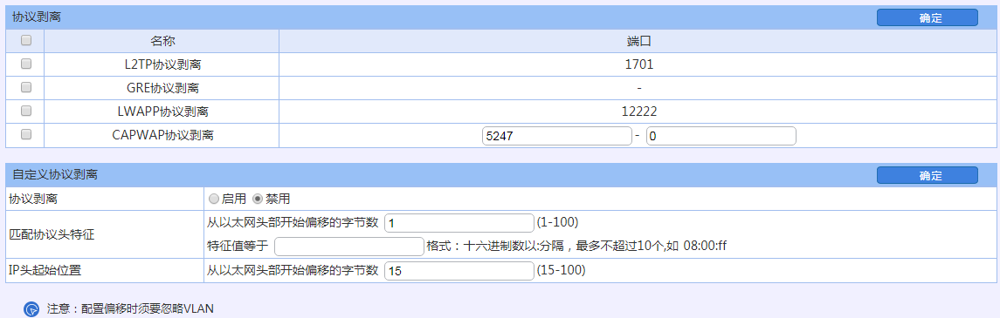 协议剥离 确定
名称 端口
L2TP协议剥离 1701
GRE协议剥离 -
LWAPP协议剥离 12222
CAPWAP协议剥离 5247 - 0
自定义协议剥离 确定
协议剥离 启用 禁用
匹配协议头特征 从以太网头部开始偏移的字节数 1 (1-100)
特征值等于 格式：十六进制数以:分隔，最多不超过10个,如 08:00:ff
IP头起始位置 从以太网头部开始偏移的字节数 15 (15-100)
注意：配置偏移时须要忽略VLAN